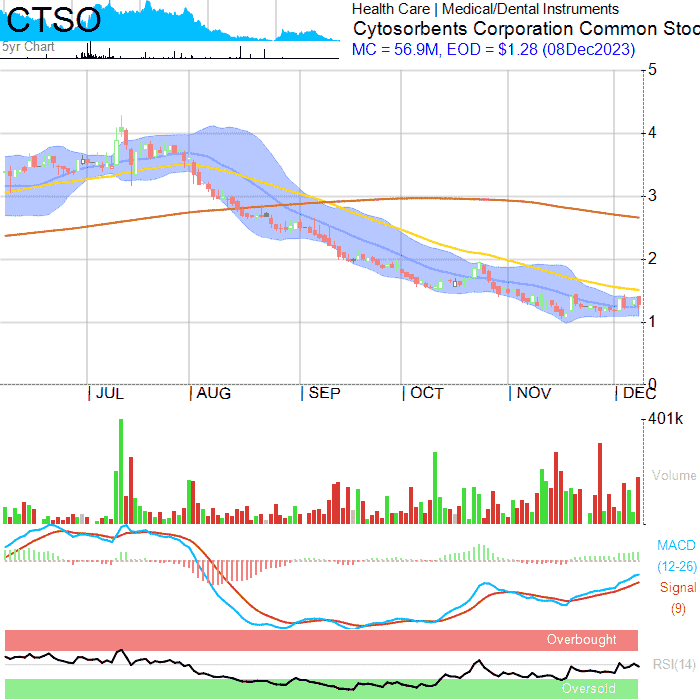 CTSO
5yr Chart
Health Care | Medical/Dental Instruments
Cytosorbents Corporation Common Stoc
MC = 56.9M, EOD = $1.28 (08Dec2023)
5
4
3
2
1
0
JUL
AUG
SEP
OCT
NOV
DEC
401k
Volume
MACD
(12-26)
Signal
(9)
Overbought
RSI(14)
Oversold